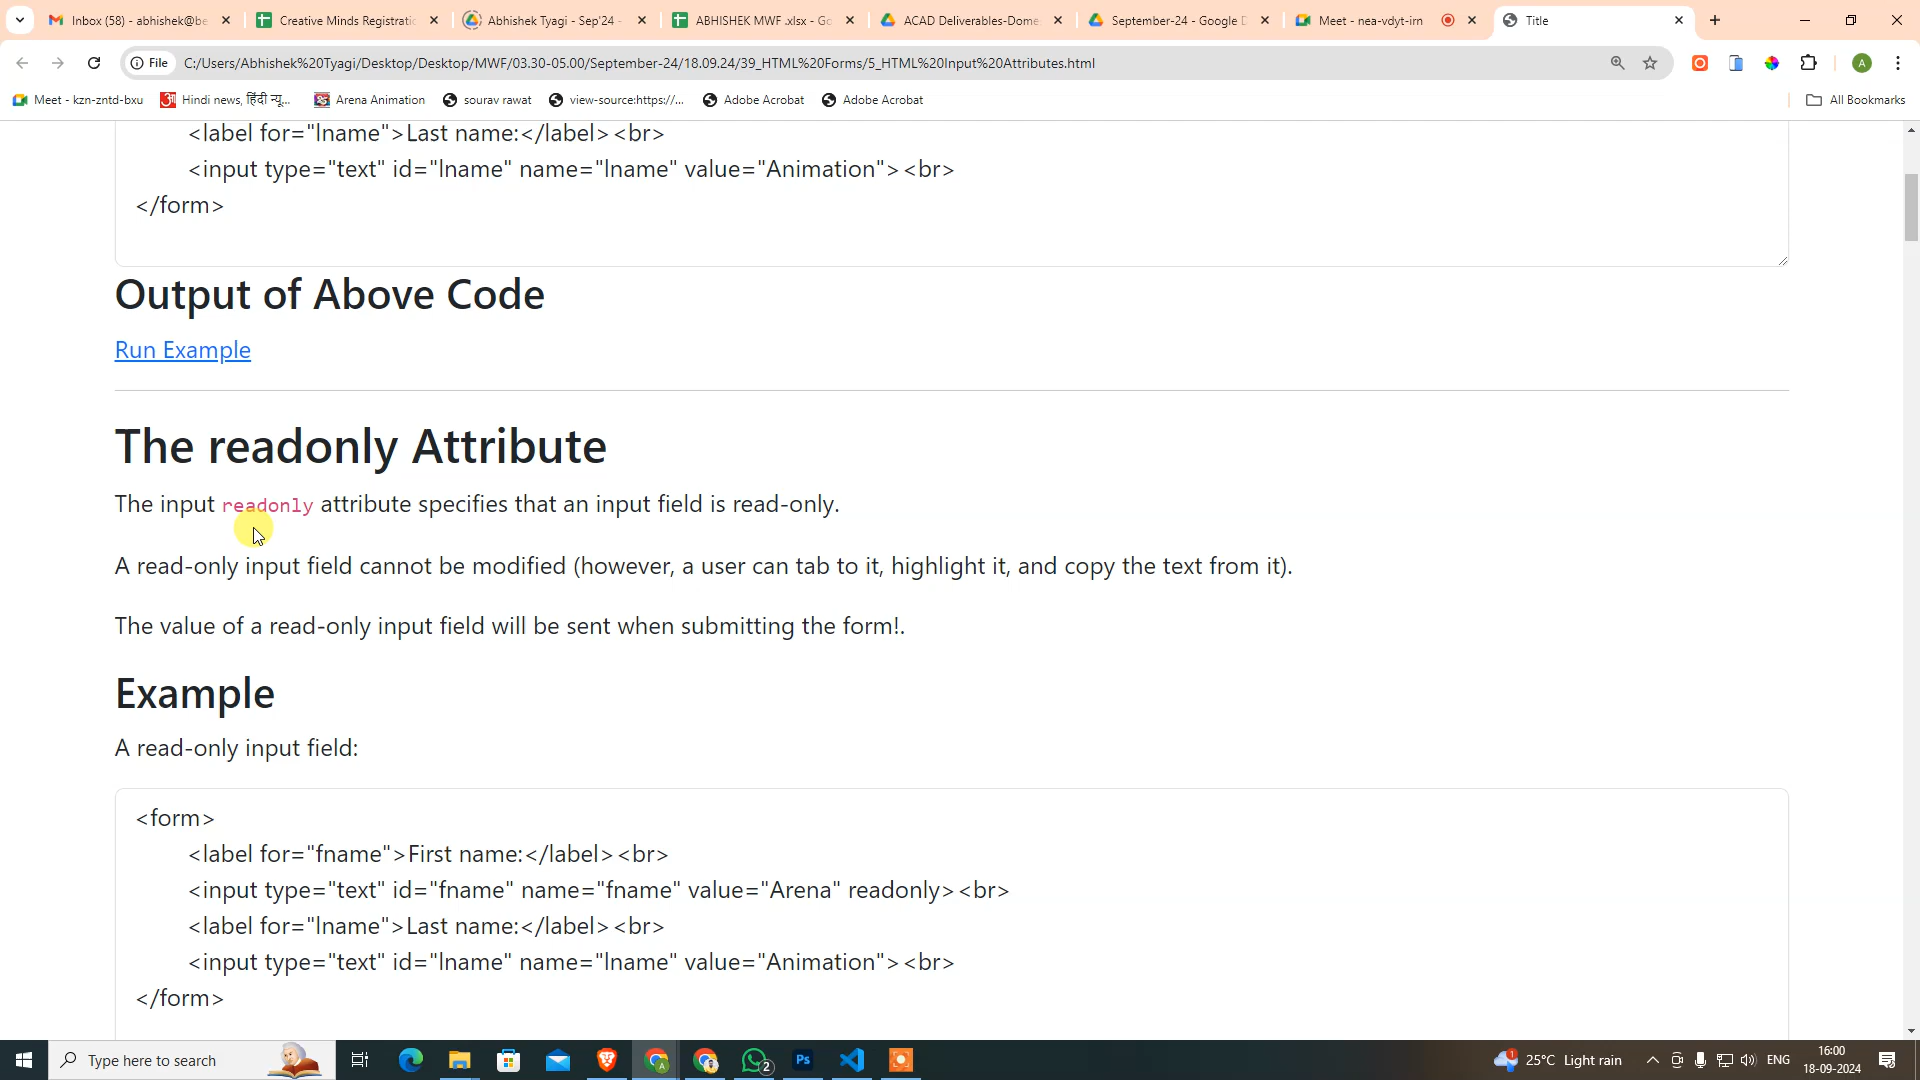 Inbox (58) - abhishek@be
Creative Minds Registratic
Abhishek Tyagi - Sep'24 -
ABHISHEK MWF .xlsx - Go
ACAD Deliverables-Dome
September-24 - Google D
Meet - nea-vdyt-irn
Title
File
C:/Users/Abhishek%20Tyagi/Desktop/Desktop/MWF/03.30-05.00/September-24/18.09.24/39_HTML%20Forms/5_HTML%20Input%20Attributes.html
A
Meet - kzn-zntd-bxu
Hindi news, हिंदी न्यू...
Arena Animation
sourav rawat
view-source:https://...
Adobe Acrobat
Adobe Acrobat
All Bookmarks
<label for="lname">Last name:</label><br>
<input type="text" id="lname" name="lname" value="Animation"><br>
</form>
Output of Above Code
Run Example
The readonly Attribute
The input readonly attribute specifies that an input field is read-only.
A read-only input field cannot be modified (however, a user can tab to it, highlight it, and copy the text from it).
The value of a read-only input field will be sent when submitting the form!.
Example
A read-only input field:
<form>
<label for="fname">First name:</label><br>
<input type="text" id="fname" name="fname" value="Arena" readonly><br>
<label for="lname">Last name:</label><br>
<input type="text" id="lname" name="lname" value="Animation"><br>
</form>
Type here to search
A
2
Ps
1
25°C Light rain
ENG
16:00
18-09-2024